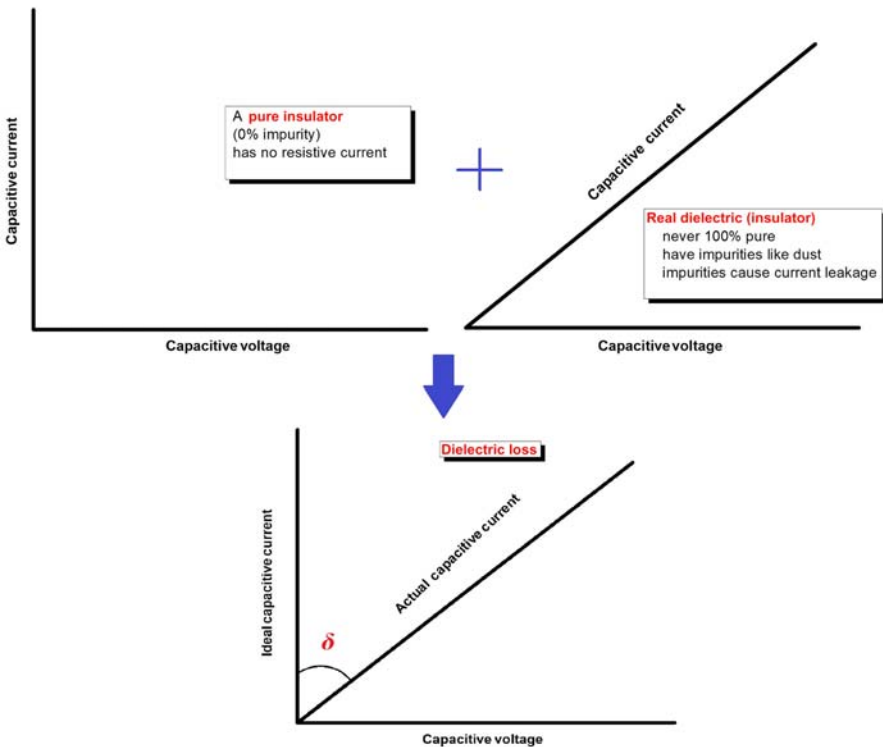 Capacitive current
A pure insulator
(0% impurity)
has no resistive current
Capacitive voltage
Capacitive current
Real dielectric (insulator)
never 100% pure
have impurities like dust
impurities cause current leakage
Capacitive voltage
Dielectric loss
Ideal capacitive current
Actual capacitive current
δ
Capacitive voltage